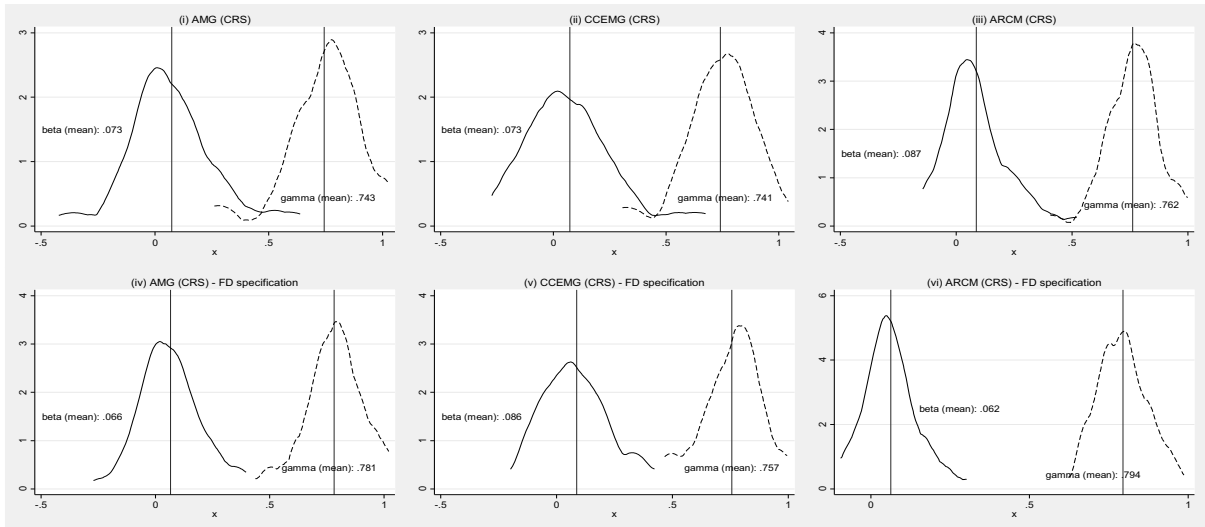 (i) AMG (CRS)
3
2
1
0
beta (mean): .073
gamma (mean): .743
-.5 0 .5 1
x
(ii) CCEMG (CRS)
3
2
1
0
beta (mean): .073
gamma (mean): .741
-.5 0 .5 1
x
(iii) ARCM (CRS)
4
3
2
1
0
beta (mean): .087
gamma (mean): .762
-.5 0 .5 1
x
(iv) AMG (CRS) - FD specification
4
3
2
1
0
beta (mean): .066
gamma (mean): .781
-.5 0 .5 1
x
(v) CCEMG (CRS) - FD specification
4
3
2
1
0
beta (mean): .086
gamma (mean): .757
-.5 0 .5 1
x
(vi) ARCM (CRS) - FD specification
6
4
2
0
beta (mean): .062
gamma (mean): .794
0 .5 1
x